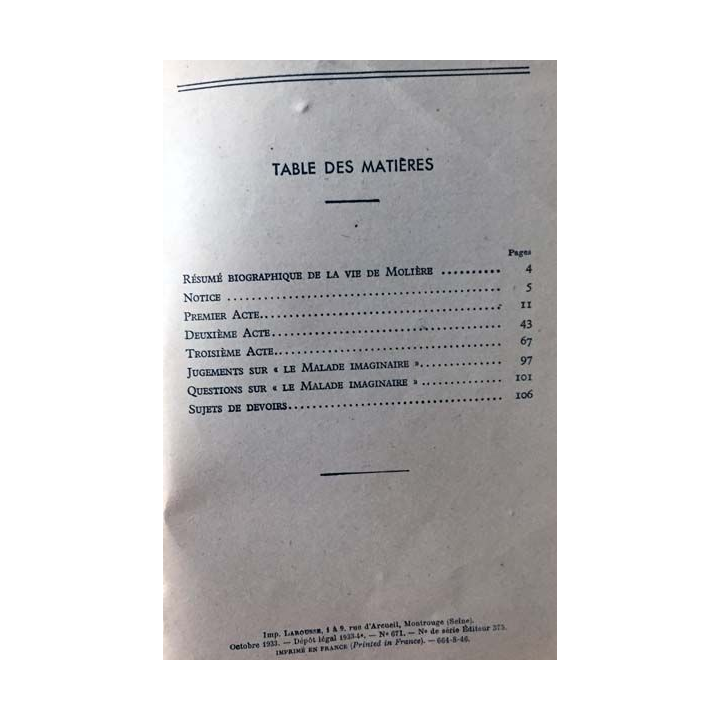 TABLE DES MATIÈRES
Pages
RÉSUMÉ BIOGRAPHIQUE DE LA VIE DE MOLIÈRE .......... 4
NOTICE ............................................. 5
PREMIER ACTE........................................ 11
DEUXIÈME ACTE....................................... 43
TROISIÈME ACTE...................................... 67
JUGEMENTS SUR « LE MALADE IMAGINAIRE »............. 97
QUESTIONS SUR « LE MALADE IMAGINAIRE » ............ 101
SUJETS DE DEVOIRS................................... 106
Imp. LAROUSSE, 1 à 9, rue d'Arcueil, Montrouge (Seine).
Octobre 1933. — Dépôt légal 1933-4e. — No 671. — No de série Éditeur 373.
IMPRIMÉ EN FRANCE (Printed in France). — 664-8-46.